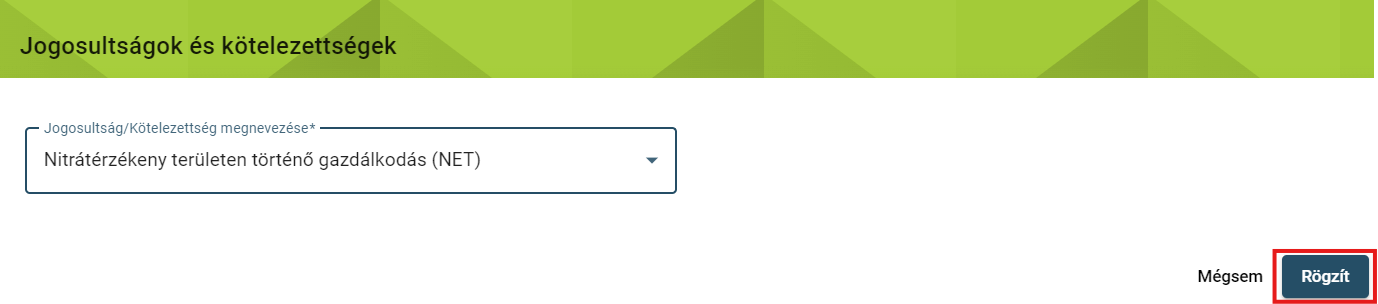 Jogosultságok és kötelezettségek
Jogosultság/Kötelezettség megnevezése*
Nitrátérzékeny területen történő gazdálkodás (NET)
Mégsem
Rögzít